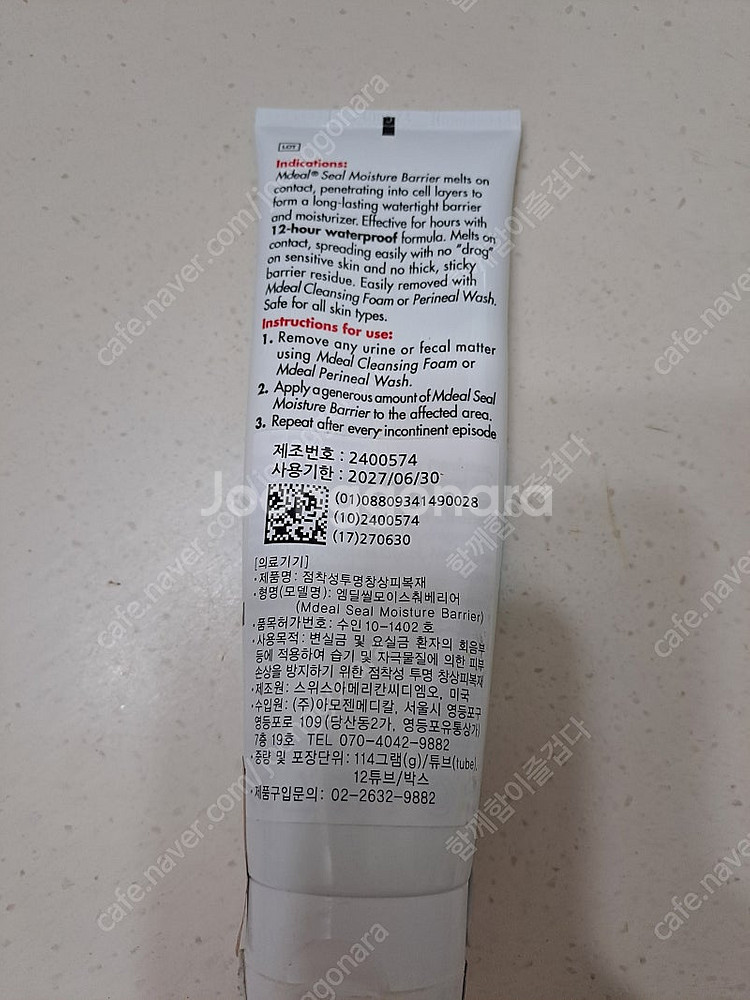 LOT
Indications:
Mdeal® Seal Moisture Barrier melts on
contact, penetrating into cell layers to
form a long-lasting watertight barrier
and moisturizer. Effective for hours with
12-hour waterproof formula. Melts on
contact, spreading easily with no "drag"
on sensitive skin and no thick, sticky
barrier residue. Easily removed with
Mdeal Cleansing Foam or Perineal Wash.
Safe for all skin types.
Instructions for use:
1. Remove any urine or fecal matter
using Mdeal Cleansing Foam or
Mdeal Perineal Wash.
2. Apply a generous amount of Mdeal Seal
Moisture Barrier to the affected area.
3. Repeat after every incontinent episode
제조번호 : 2400574
사용기한 : 2027/06/30
(01)08809341490028
(10)2400574
(17)270630
[의료기기]
·제품명: 점착성투명창상피복재
·형명(모델명): 엠딜씰모이스춰베리어
(Mdeal Seal Moisture Barrier)
·품목허가번호: 수인 10-1402 호
·사용목적: 변실금 및 요실금 환자의 회음부
등에 적용하여 습기 및 자극물질에 의한 피부
손상을 방지하기 위한 점착성 투명 창상피복재
·제조원: 스위스아메리칸씨디엠오, 미국
·수입원: (주)아모젠메디칼, 서울시 영등포구
영등포로 109 (당산동2가, 영등포유통상가)
7층 19호 TEL 070-4042-9882
·중량 및 포장단위: 114그램(g)/튜브(tube),
12튜브/박스
·제품구입문의: 02-2632-9882
Joonggonara
cafe.naver.com/joonggonara
함께함이즐겁다